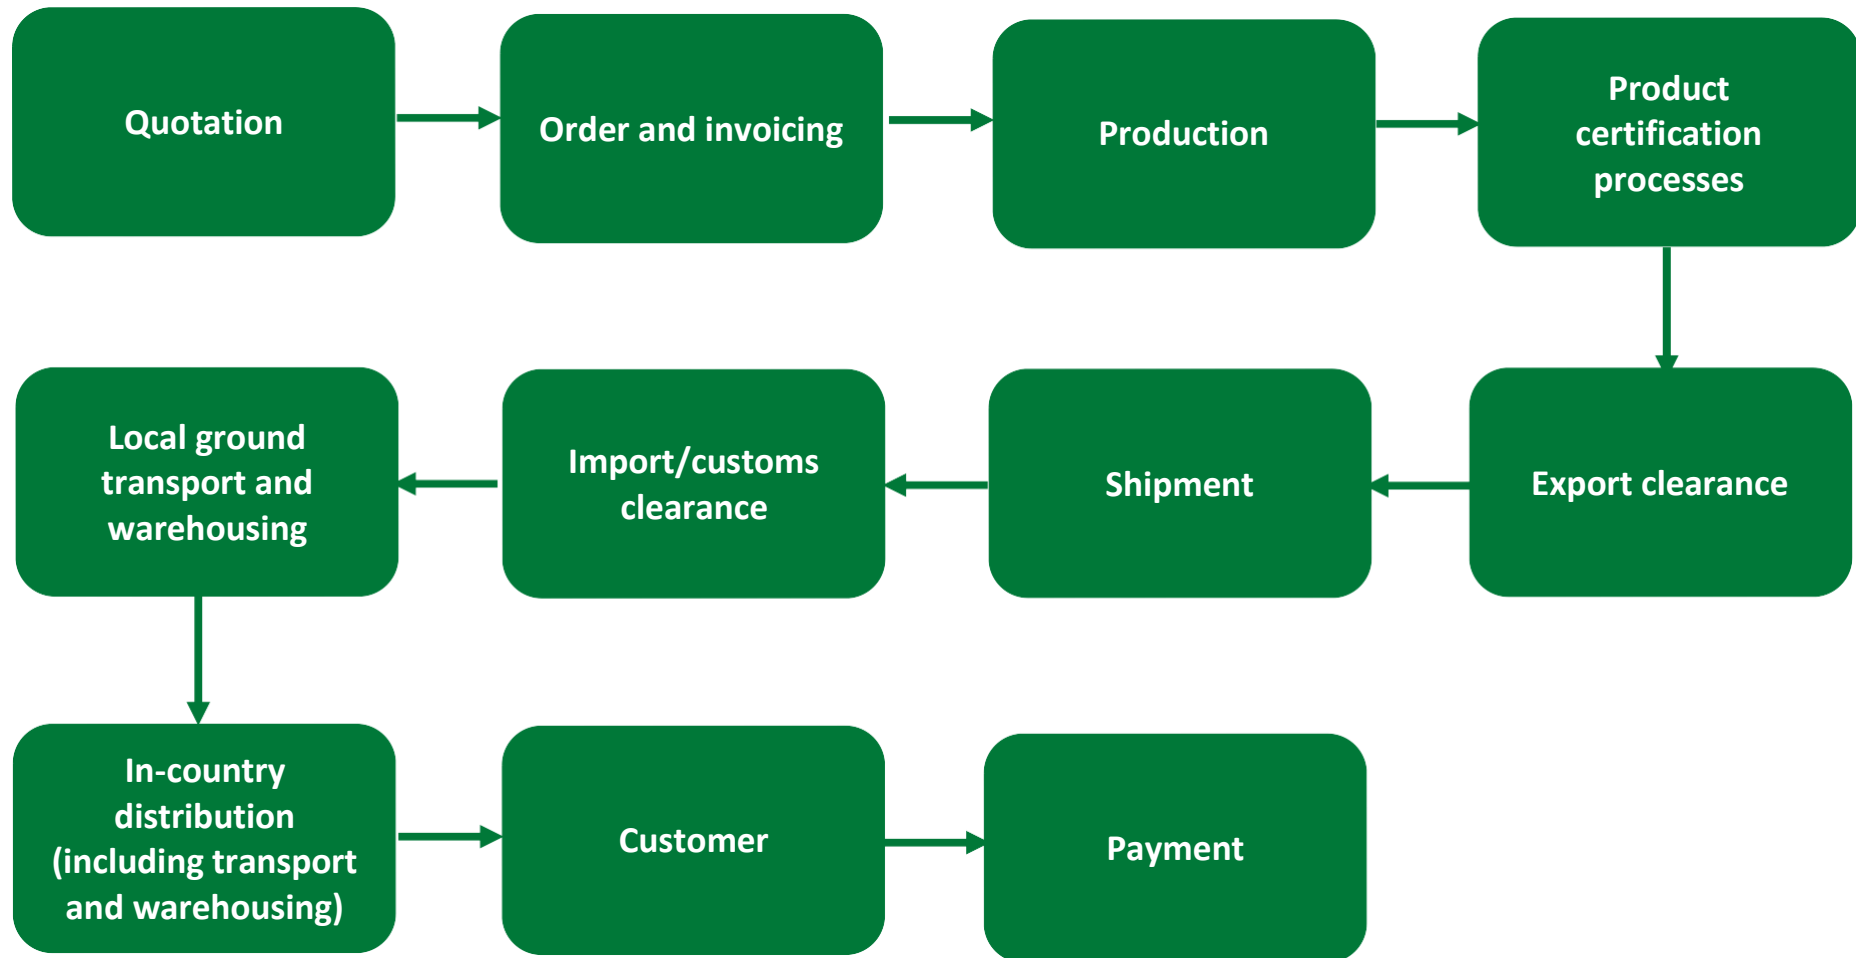 Quotation
Order and invoicing
Production
Product
certification
processes
Export clearance
Shipment
Import/customs
clearance
Local ground
transport and
warehousing
In-country
distribution
(including transport
and warehousing)
Customer
Payment